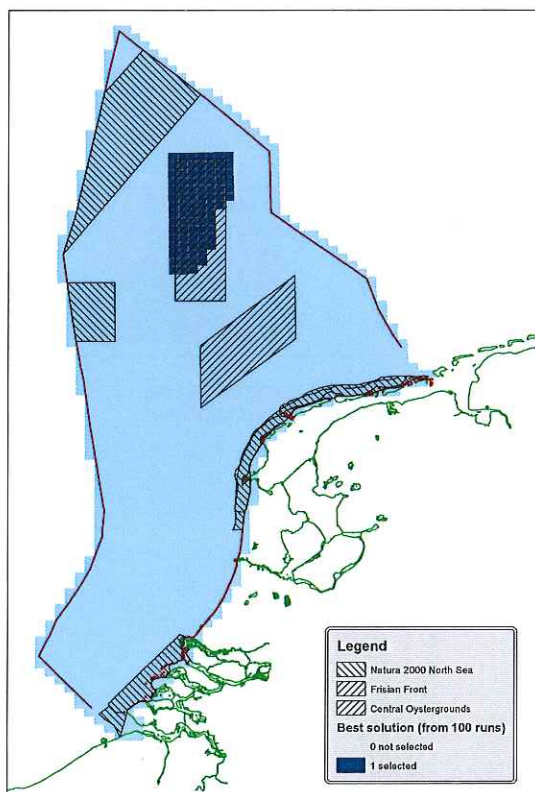 Legend
Natura 2000 North Sea
Frisian Front
Central Oystergrounds
Best solution (from 100 runs)
0 not selected
1 selected